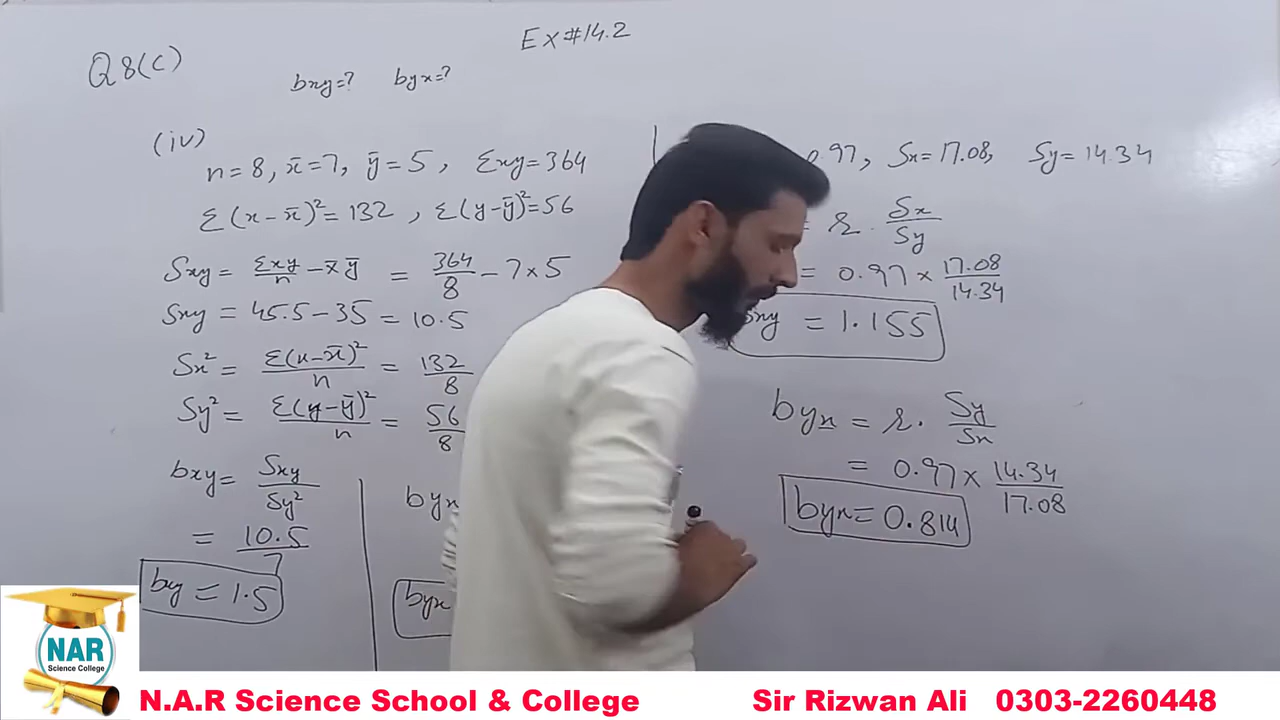 Ex#14.2
Q8(C)
bxy=? byx=?
(iv)
n=8, x̄=7, ȳ=5, Σxy=364
Σ(x-x̄)²=132, Σ(y-ȳ)²=56
Sxy = Σxy/n - x̄ȳ = 364/8 - 7×5
Sxy = 45.5-35 = 10.5
Sx² = Σ(x-x̄)²/n = 132/8
Sy² = Σ(y-ȳ)²/n = 56/8
bxy = Sxy/Sy²
= 10.5/7
by = 1.5
byx
byx
0.97, Sx=17.08, Sy=14.34
= r. Sx/Sy
= 0.97 × 17.08/14.34
bxy = 1.155
byx = r. Sy/Sx
= 0.97 × 14.34/17.08
byx = 0.814
NAR
Science College
N.A.R Science School & College Sir Rizwan Ali 0303-2260448